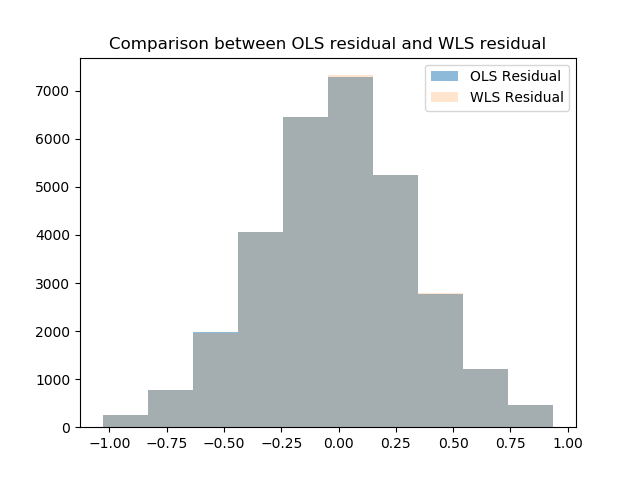 Comparison between OLS residual and WLS residual
OLS Residual
WLS Residual
7000
6000
5000
4000
3000
2000
1000
0
−1.00 −0.75 −0.50 −0.25 0.00 0.25 0.50 0.75 1.00